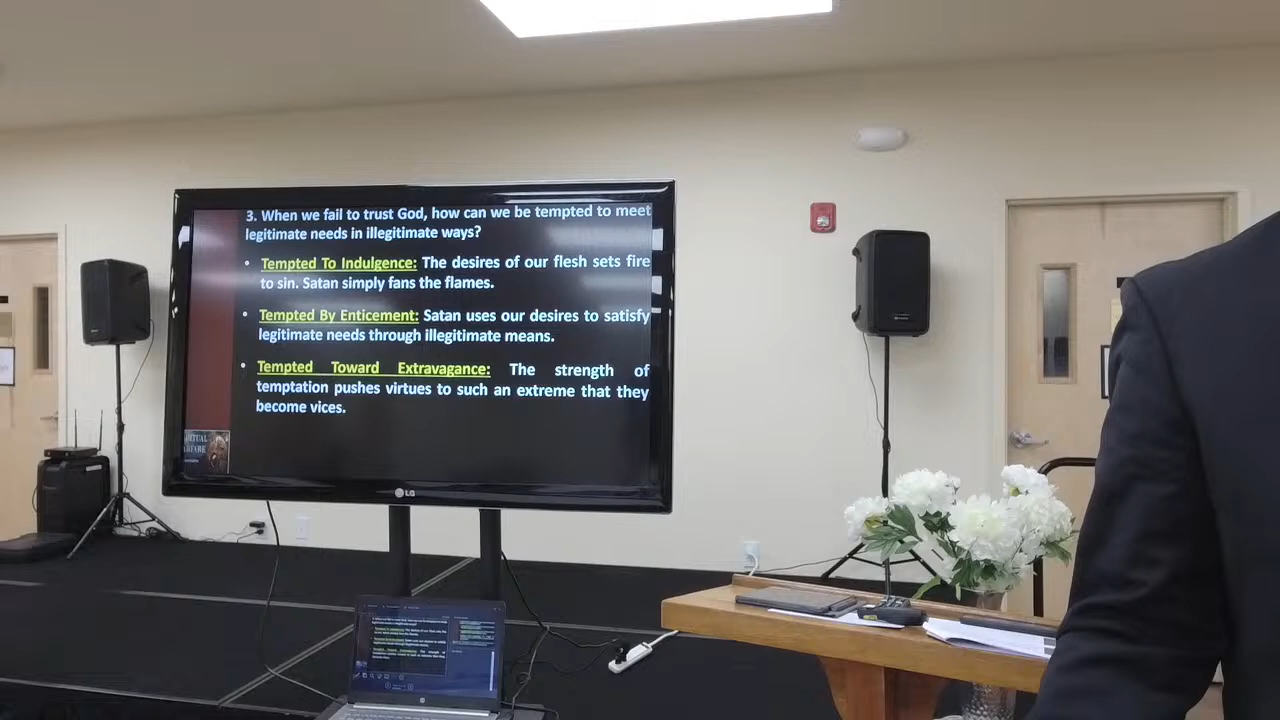 3. When we fail to trust God, how can we be tempted to meet
legitimate needs in illegitimate ways?
• Tempted To Indulgence: The desires of our flesh sets fire
to sin. Satan simply fans the flames.
• Tempted By Enticement: Satan uses our desires to satisfy
legitimate needs through illegitimate means.
• Tempted Toward Extravagance: The strength of
temptation pushes virtues to such an extreme that they
become vices.
LG